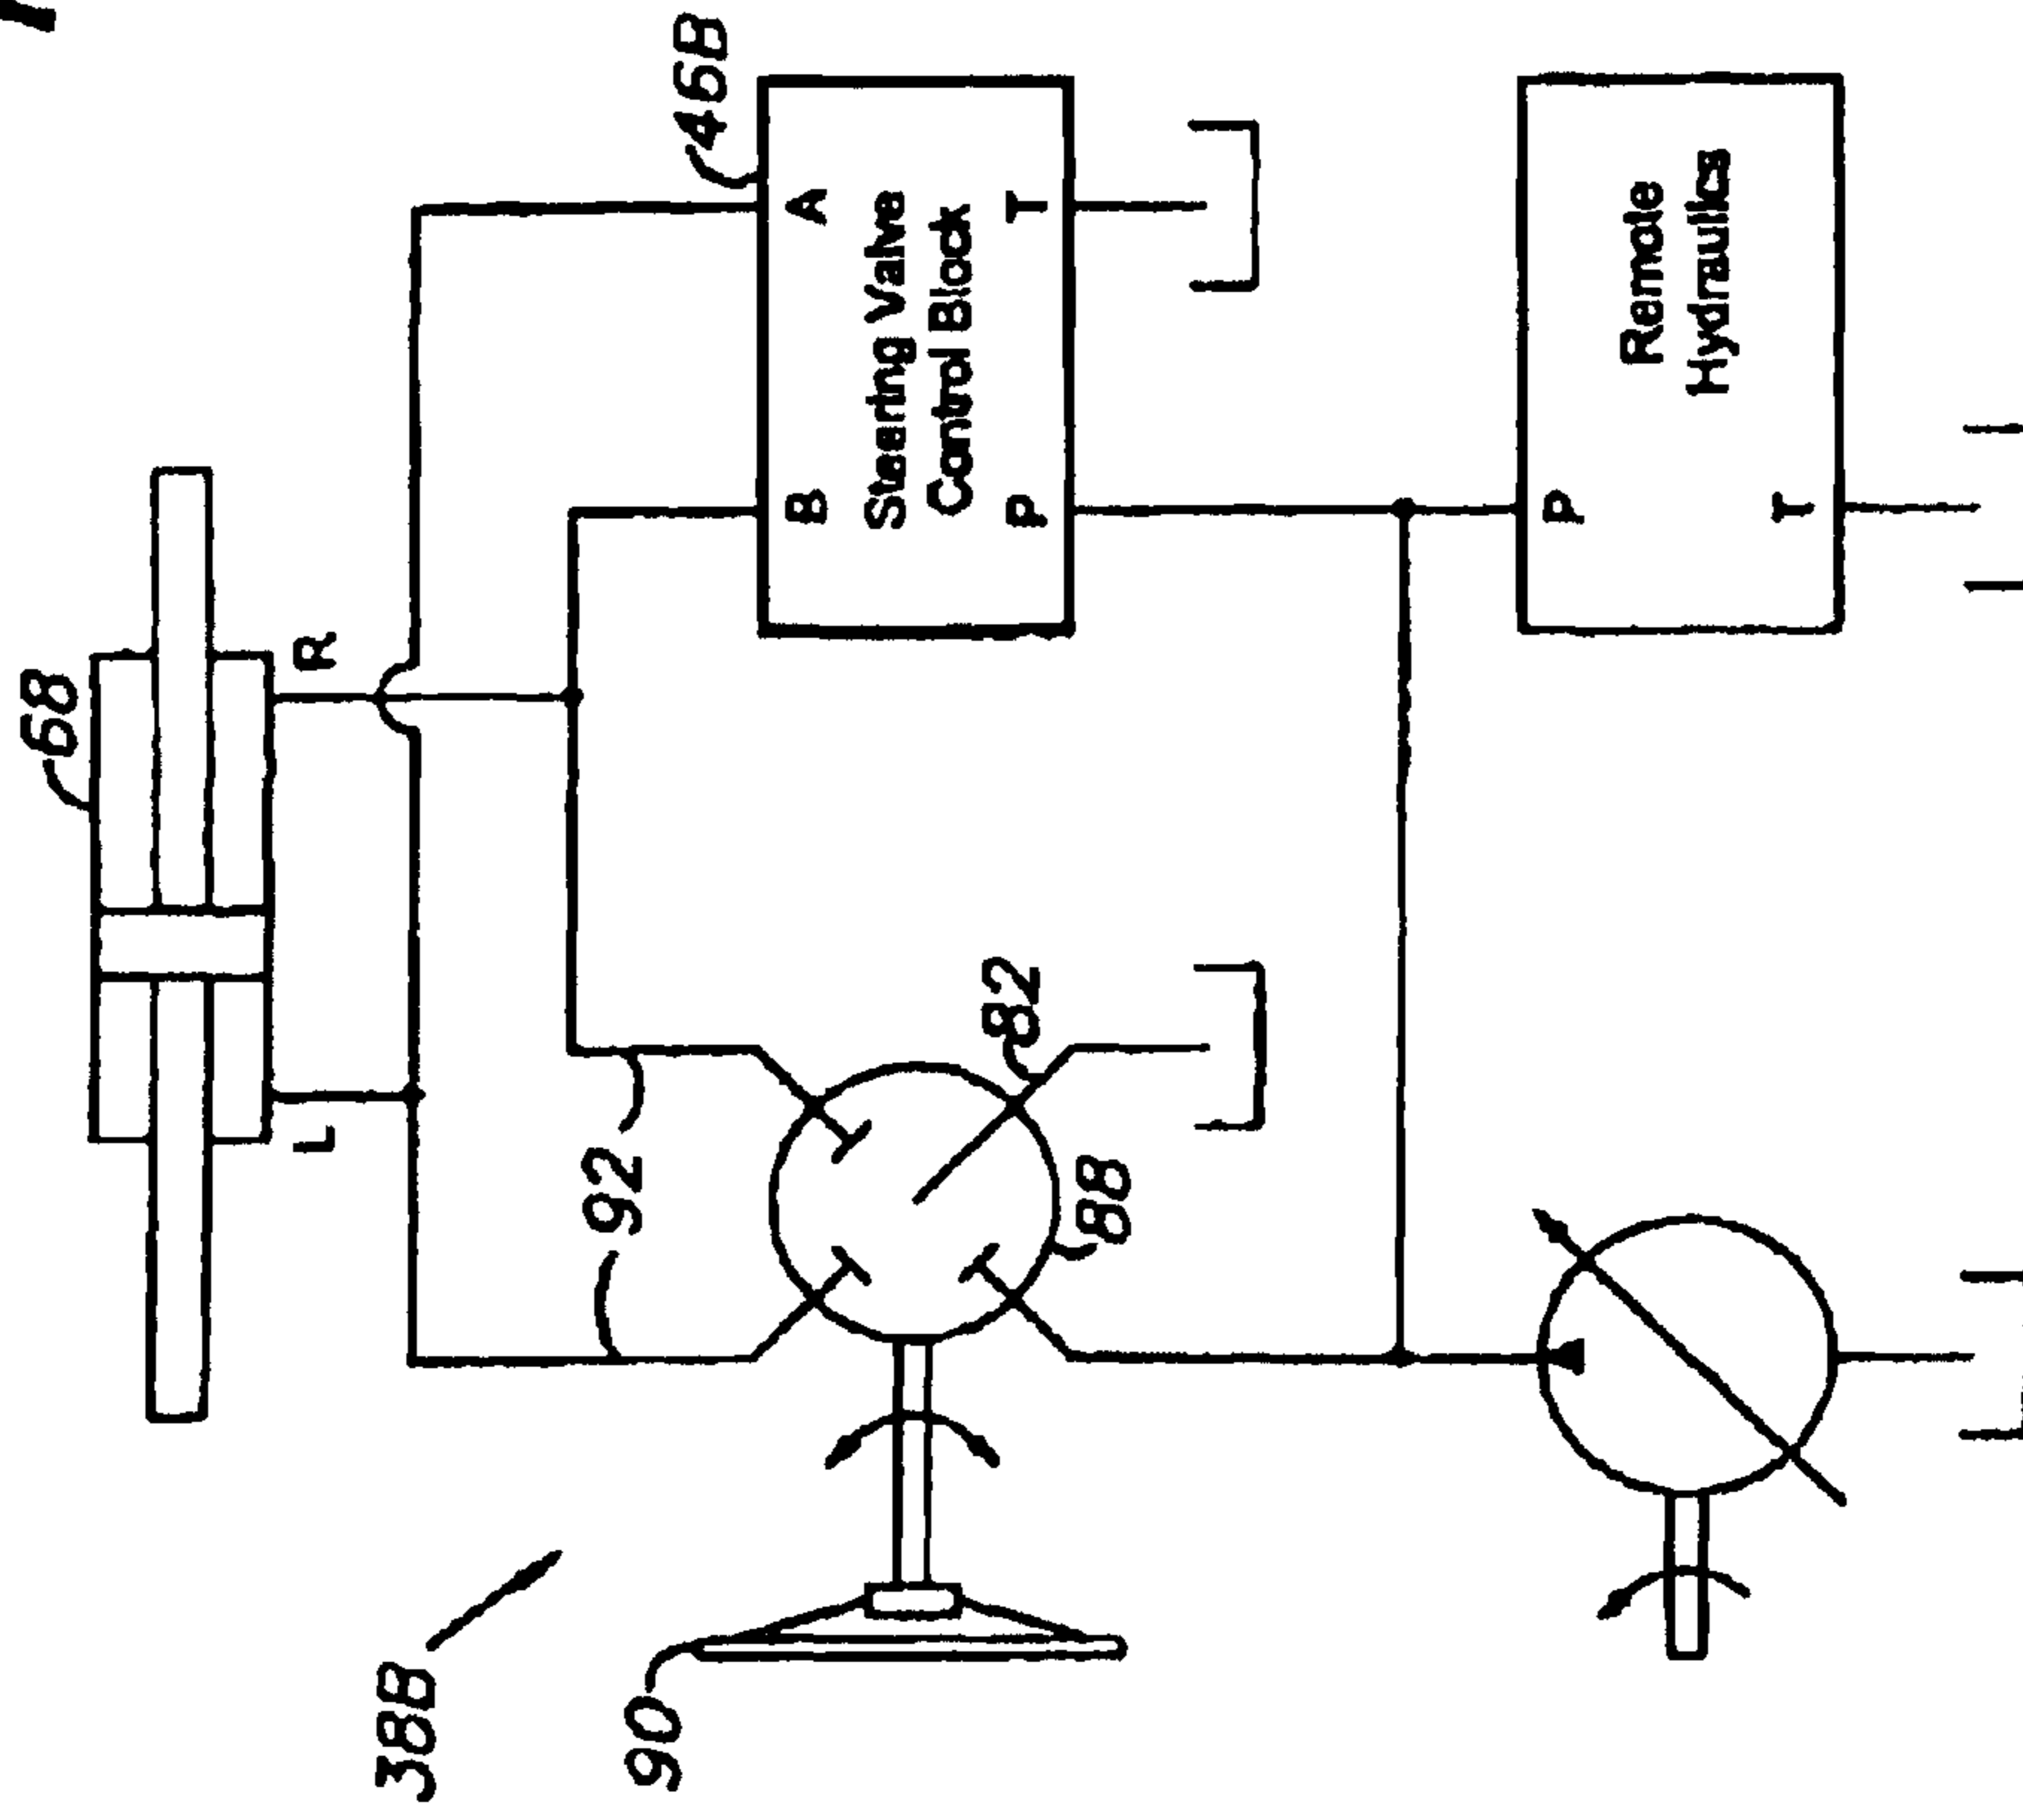 68
L R
38B
92
90
46B
B A
Steering Valve
Control Block
82
P T
88
P
Remote
Hydraulics
T